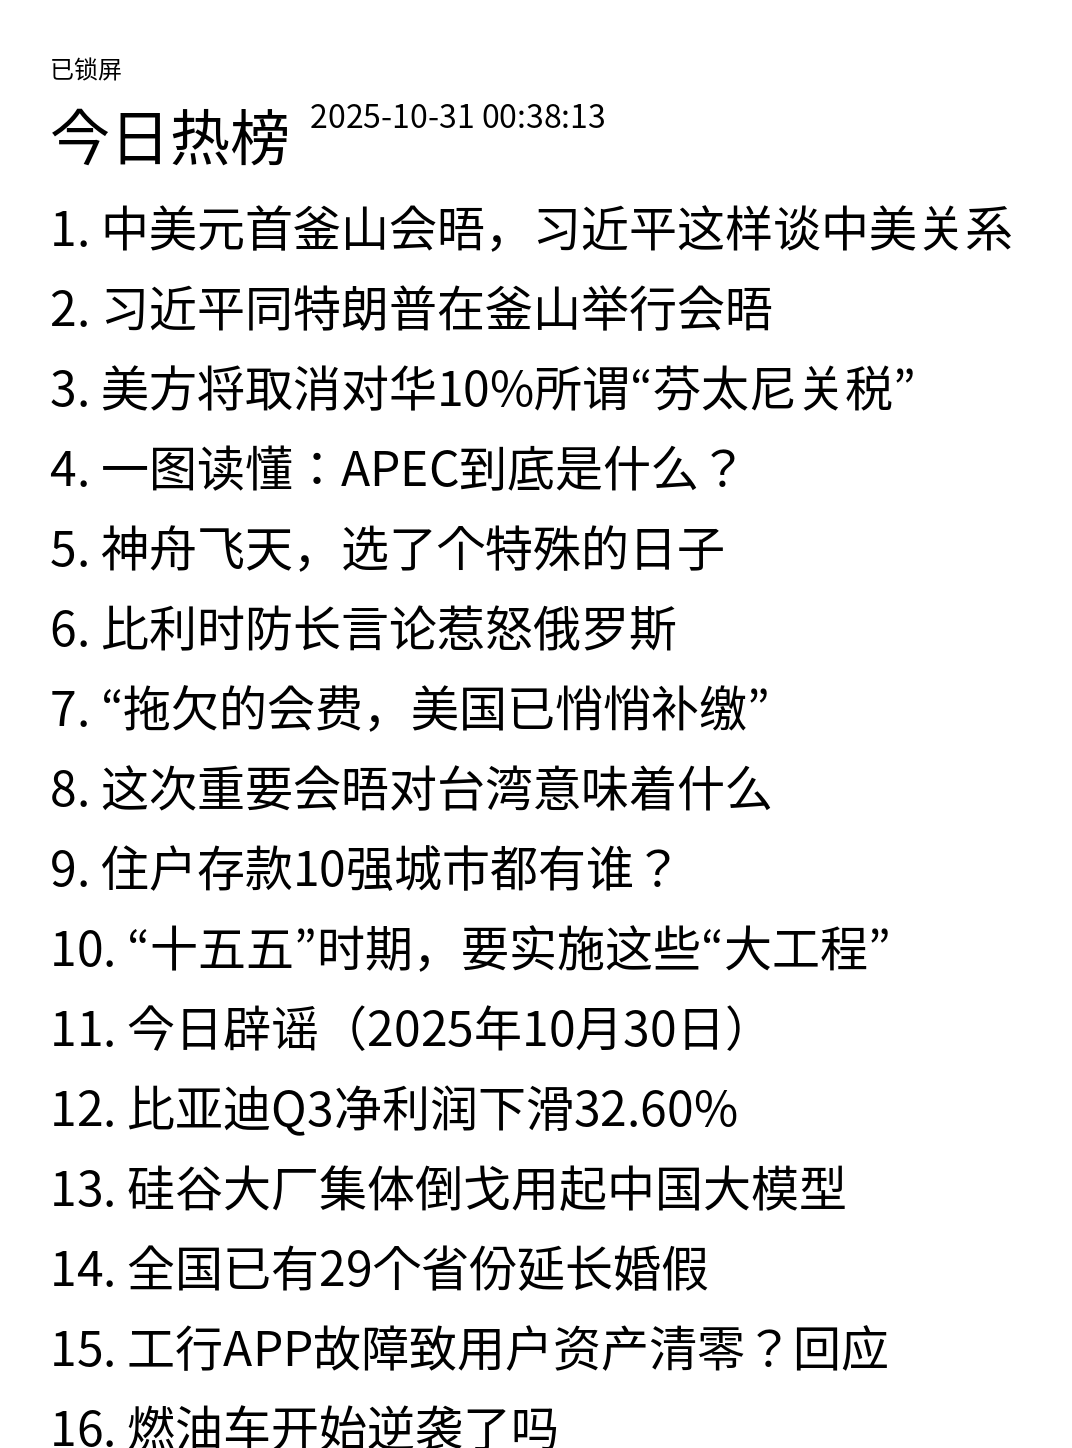 已锁屏
今日热榜 2025-10-31 00:38:13
1. 中美元首釜山会晤，习近平这样谈中美关系
2. 习近平同特朗普在釜山举行会晤
3. 美方将取消对华10%所谓“芬太尼关税”
4. 一图读懂：APEC到底是什么？
5. 神舟飞天，选了个特殊的日子
6. 比利时防长言论惹怒俄罗斯
7. “拖欠的会费，美国已悄悄补缴”
8. 这次重要会晤对台湾意味着什么
9. 住户存款10强城市都有谁？
10. “十五五”时期，要实施这些“大工程”
11. 今日辟谣（2025年10月30日）
12. 比亚迪Q3净利润下滑32.60%
13. 硅谷大厂集体倒戈用起中国大模型
14. 全国已有29个省份延长婚假
15. 工行APP故障致用户资产清零？回应
16. 燃油车开始逆袭了吗